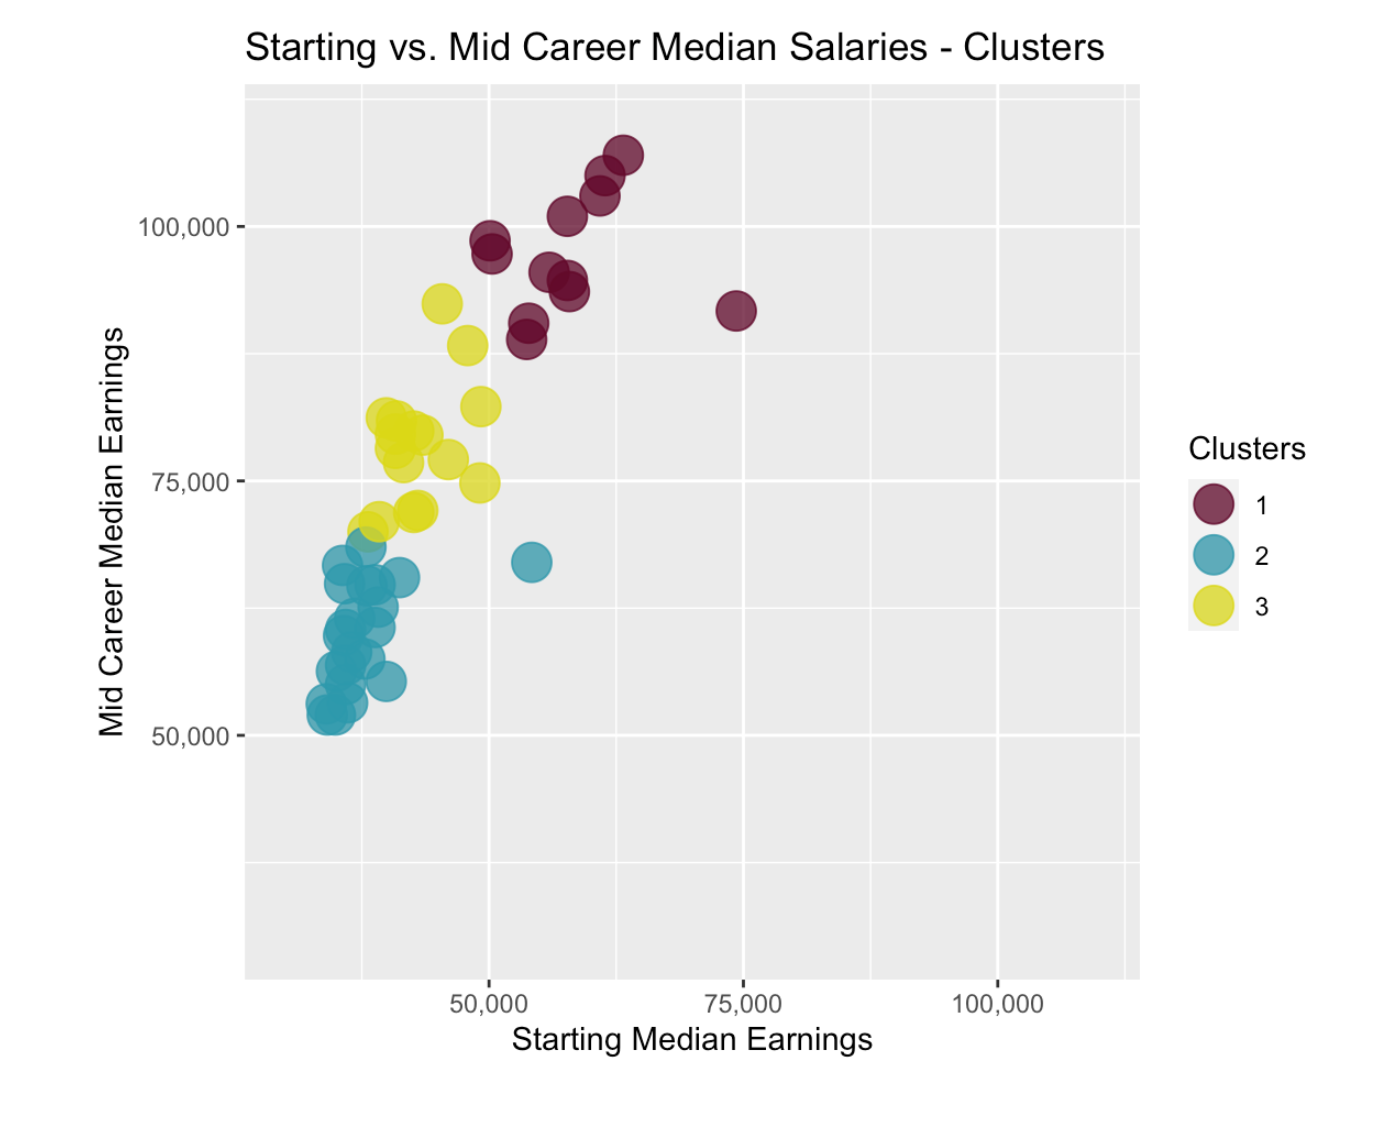 Starting vs. Mid Career Median Salaries - Clusters
Mid Career Median Earnings
100,000
75,000
50,000
50,000
75,000
100,000
Starting Median Earnings
Clusters
1
2
3